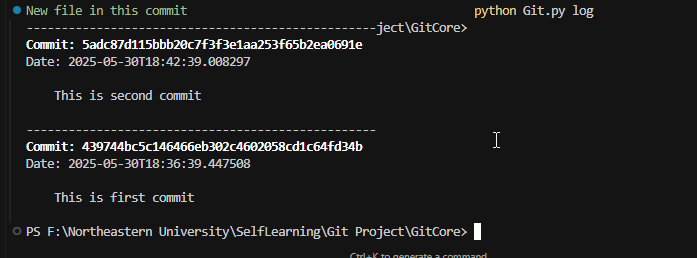 New file in this commit python Git.py log
--------------------------------------------------ject\GitCore>
Commit: 5adc87d115bbb20c7f3f3e1aa253f65b2ea0691e
Date: 2025-05-30T18:42:39.008297
This is second commit
--------------------------------------------------
Commit: 439744bc5c146466eb302c4602058cd1c64fd34b
Date: 2025-05-30T18:36:39.447508
This is first commit
PS F:\Northeastern University\SelfLearning\Git Project\GitCore>
Ctrl+K to generate a command